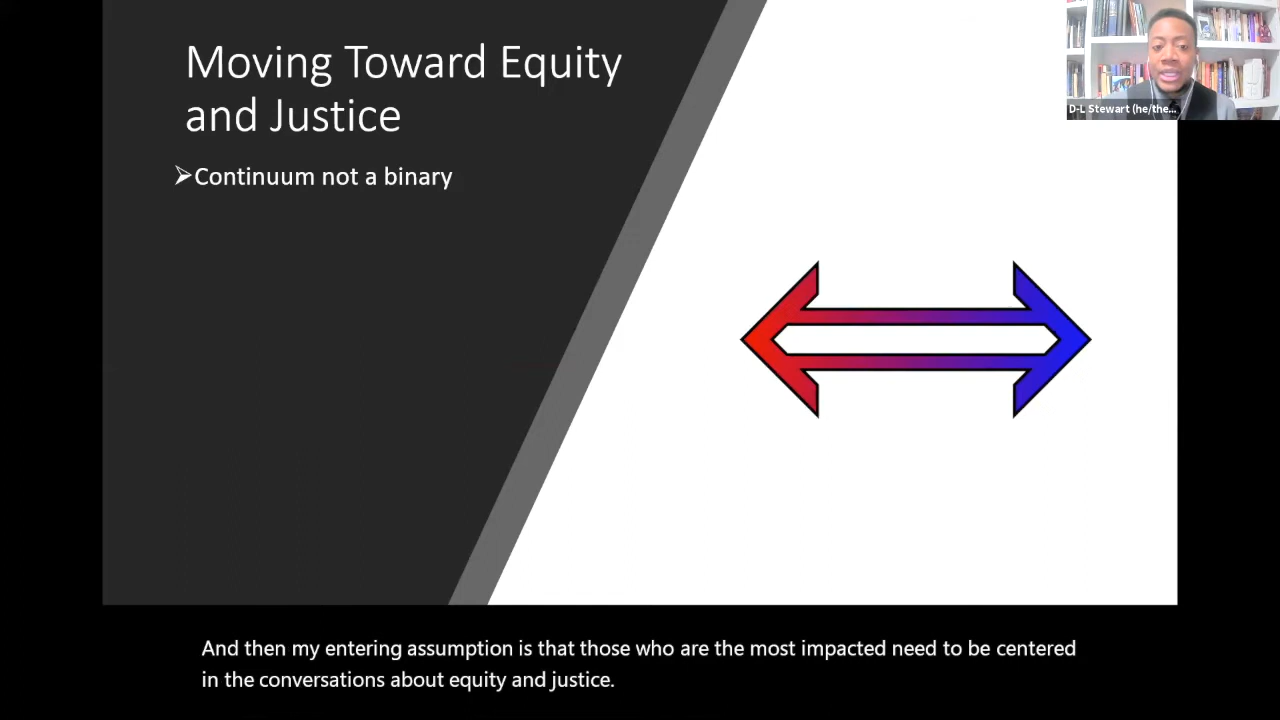 Moving Toward Equity
and Justice
➢Continuum not a binary
D-L Stewart (he/the...
And then my entering assumption is that those who are the most impacted need to be centered
in the conversations about equity and justice.